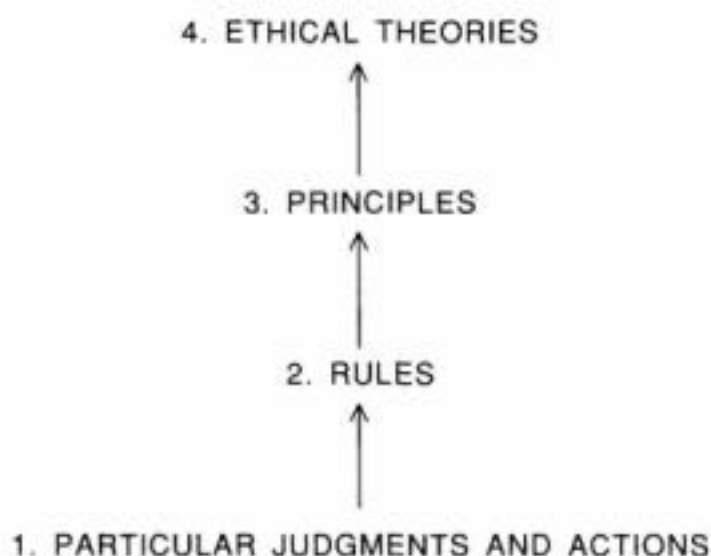 4. ETHICAL THEORIES
3. PRINCIPLES
2. RULES
1. PARTICULAR JUDGMENTS AND ACTIONS